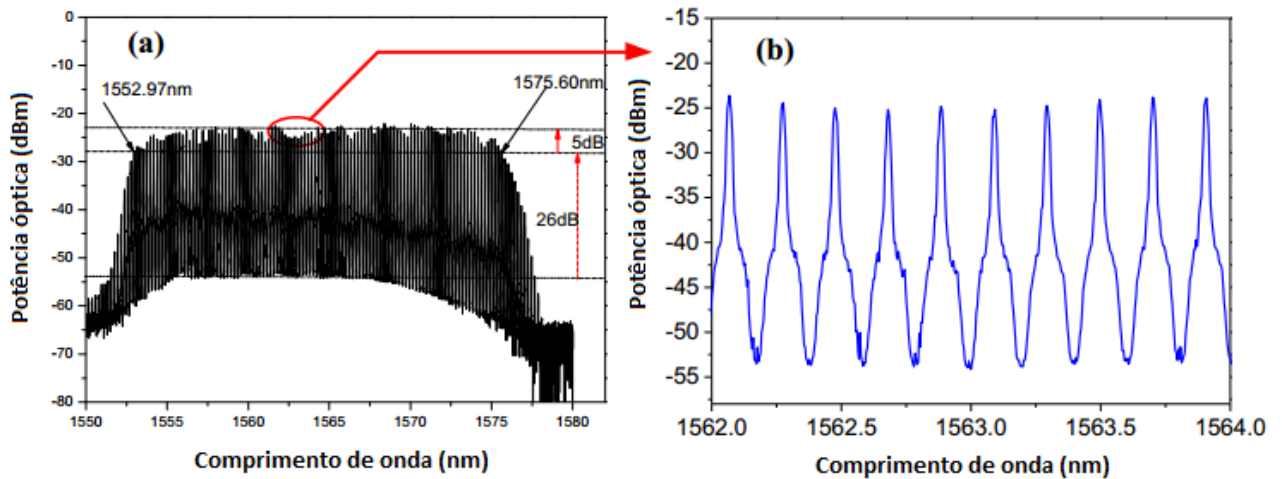 (a)
0
-10
-20
-30
-40
-50
-60
-70
-80
Potência óptica (dBm)
1552.97nm
1575.60nm
5dB
26dB
1550 1555 1560 1565 1570 1575 1580
Comprimento de onda (nm)
(b)
-15
-20
-25
-30
-35
-40
-45
-50
-55
Potência óptica (dBm)
1562.0 1562.5 1563.0 1563.5 1564.0
Comprimento de onda (nm)